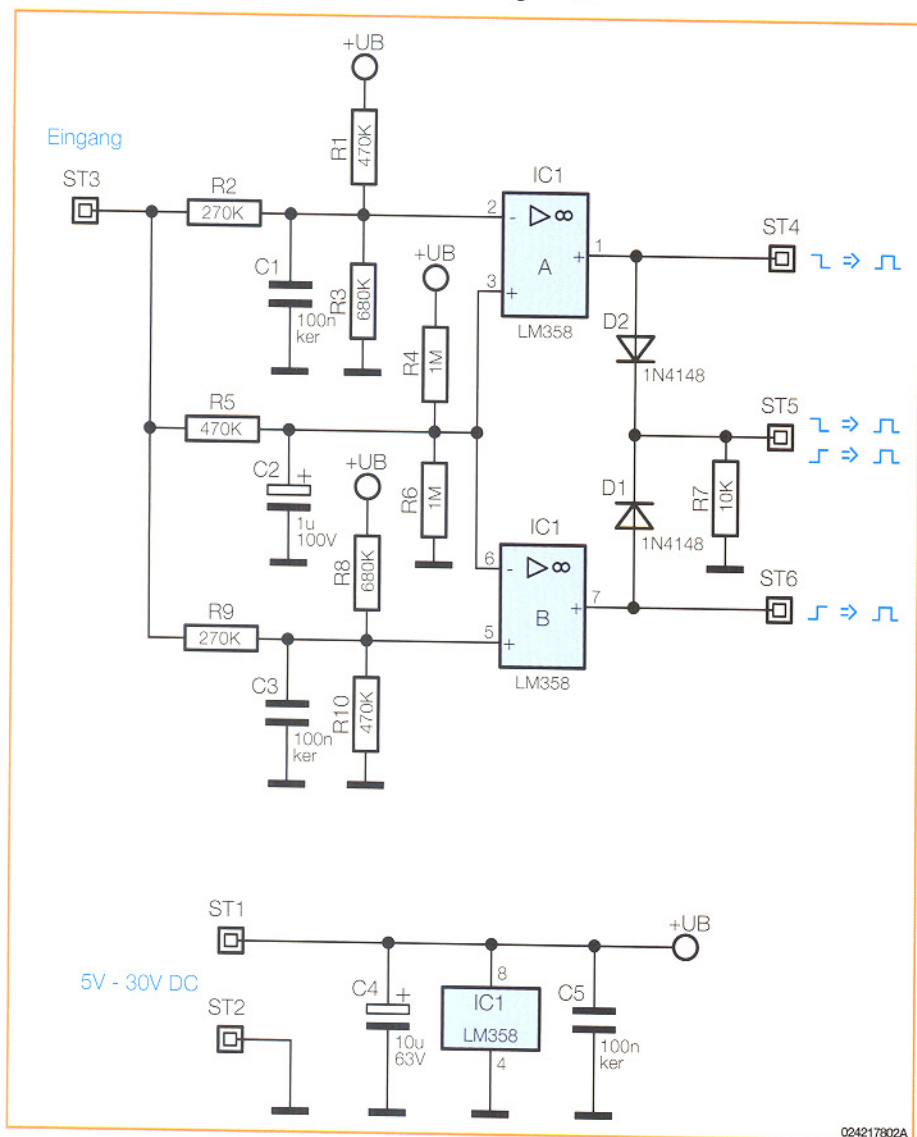 +UB
Eingang
R1
470K
ST3
R2
270K
IC1
2
-
▷∞
A
+
1
3
+
LM358
ST4
C1
100n
ker
R3
680K
+UB
R4
1M
D2
1N4148
R5
470K
ST5
C2
+
1u
100V
+UB
R6
1M
R8
680K
D1
1N4148
R7
10K
IC1
6
-
▷∞
B
+
7
5
+
LM358
ST6
R9
270K
C3
100n
ker
R10
470K
ST1
+UB
5V - 30V DC
ST2
C4
+
10u
63V
8
IC1
LM358
4
C5
100n
ker
024217802A